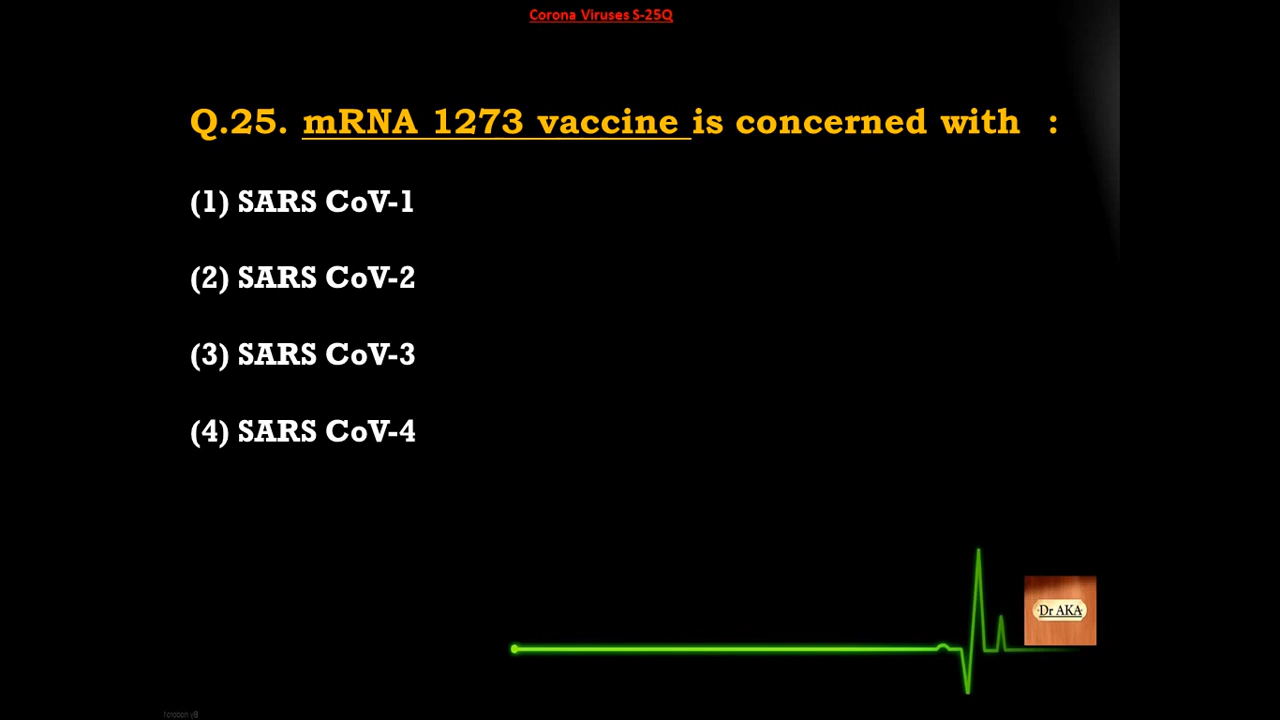 Corona Viruses S-25Q
Q.25. mRNA 1273 vaccine is concerned with :
(1) SARS CoV-1
(2) SARS CoV-2
(3) SARS CoV-3
(4) SARS CoV-4
Dr AKA